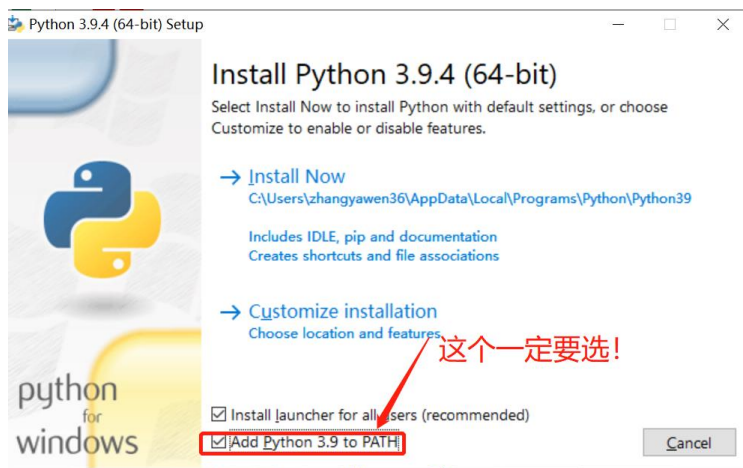 Python 3.9.4 (64-bit) Setup
Install Python 3.9.4 (64-bit)
Select Install Now to install Python with default settings, or choose
Customize to enable or disable features.
Install Now
C:\Users\zhangyawen36\AppData\Local\Programs\Python\Python39
Includes IDLE, pip and documentation
Creates shortcuts and file associations
Customize installation
Choose location and features
这个一定要选！
Install launcher for all users (recommended)
Add Python 3.9 to PATH
Cancel
python
for
windows